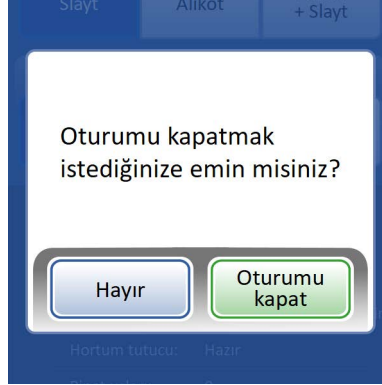 Slayt
Alikot
+ Slayt
Oturumu kapatmak
istediğinize emin misiniz?
Hayır
Oturumu
kapat
Hortum tutucu: Hazır